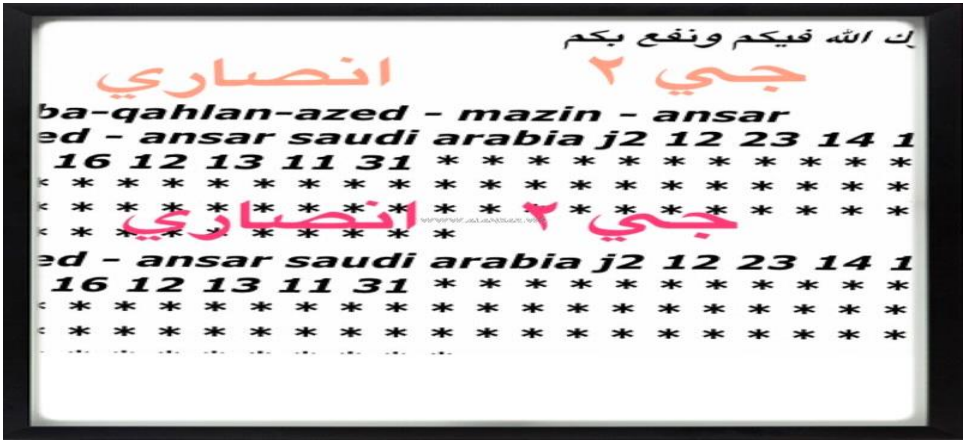 رك الله فيكم ونفع بكم
جي ٢ انصاري
ba-qahlan-azed - mazin - ansar
ed - ansar saudi arabia j2 12 23 14 1
16 12 13 11 31 * * * * * * * * * * *
* * * * * * * * * * * * * * * * * * * *
* * * * * * * * * * * * * * * * * * * *
جي ٢ انصاري
* * * * * * * * * *
ed - ansar saudi arabia j2 12 23 14 1
16 12 13 11 31 * * * * * * * * * * *
* * * * * * * * * * * * * * * * * * * *
* * * * * * * * * * * * * * * * * * * *
* * * * * * * * * *